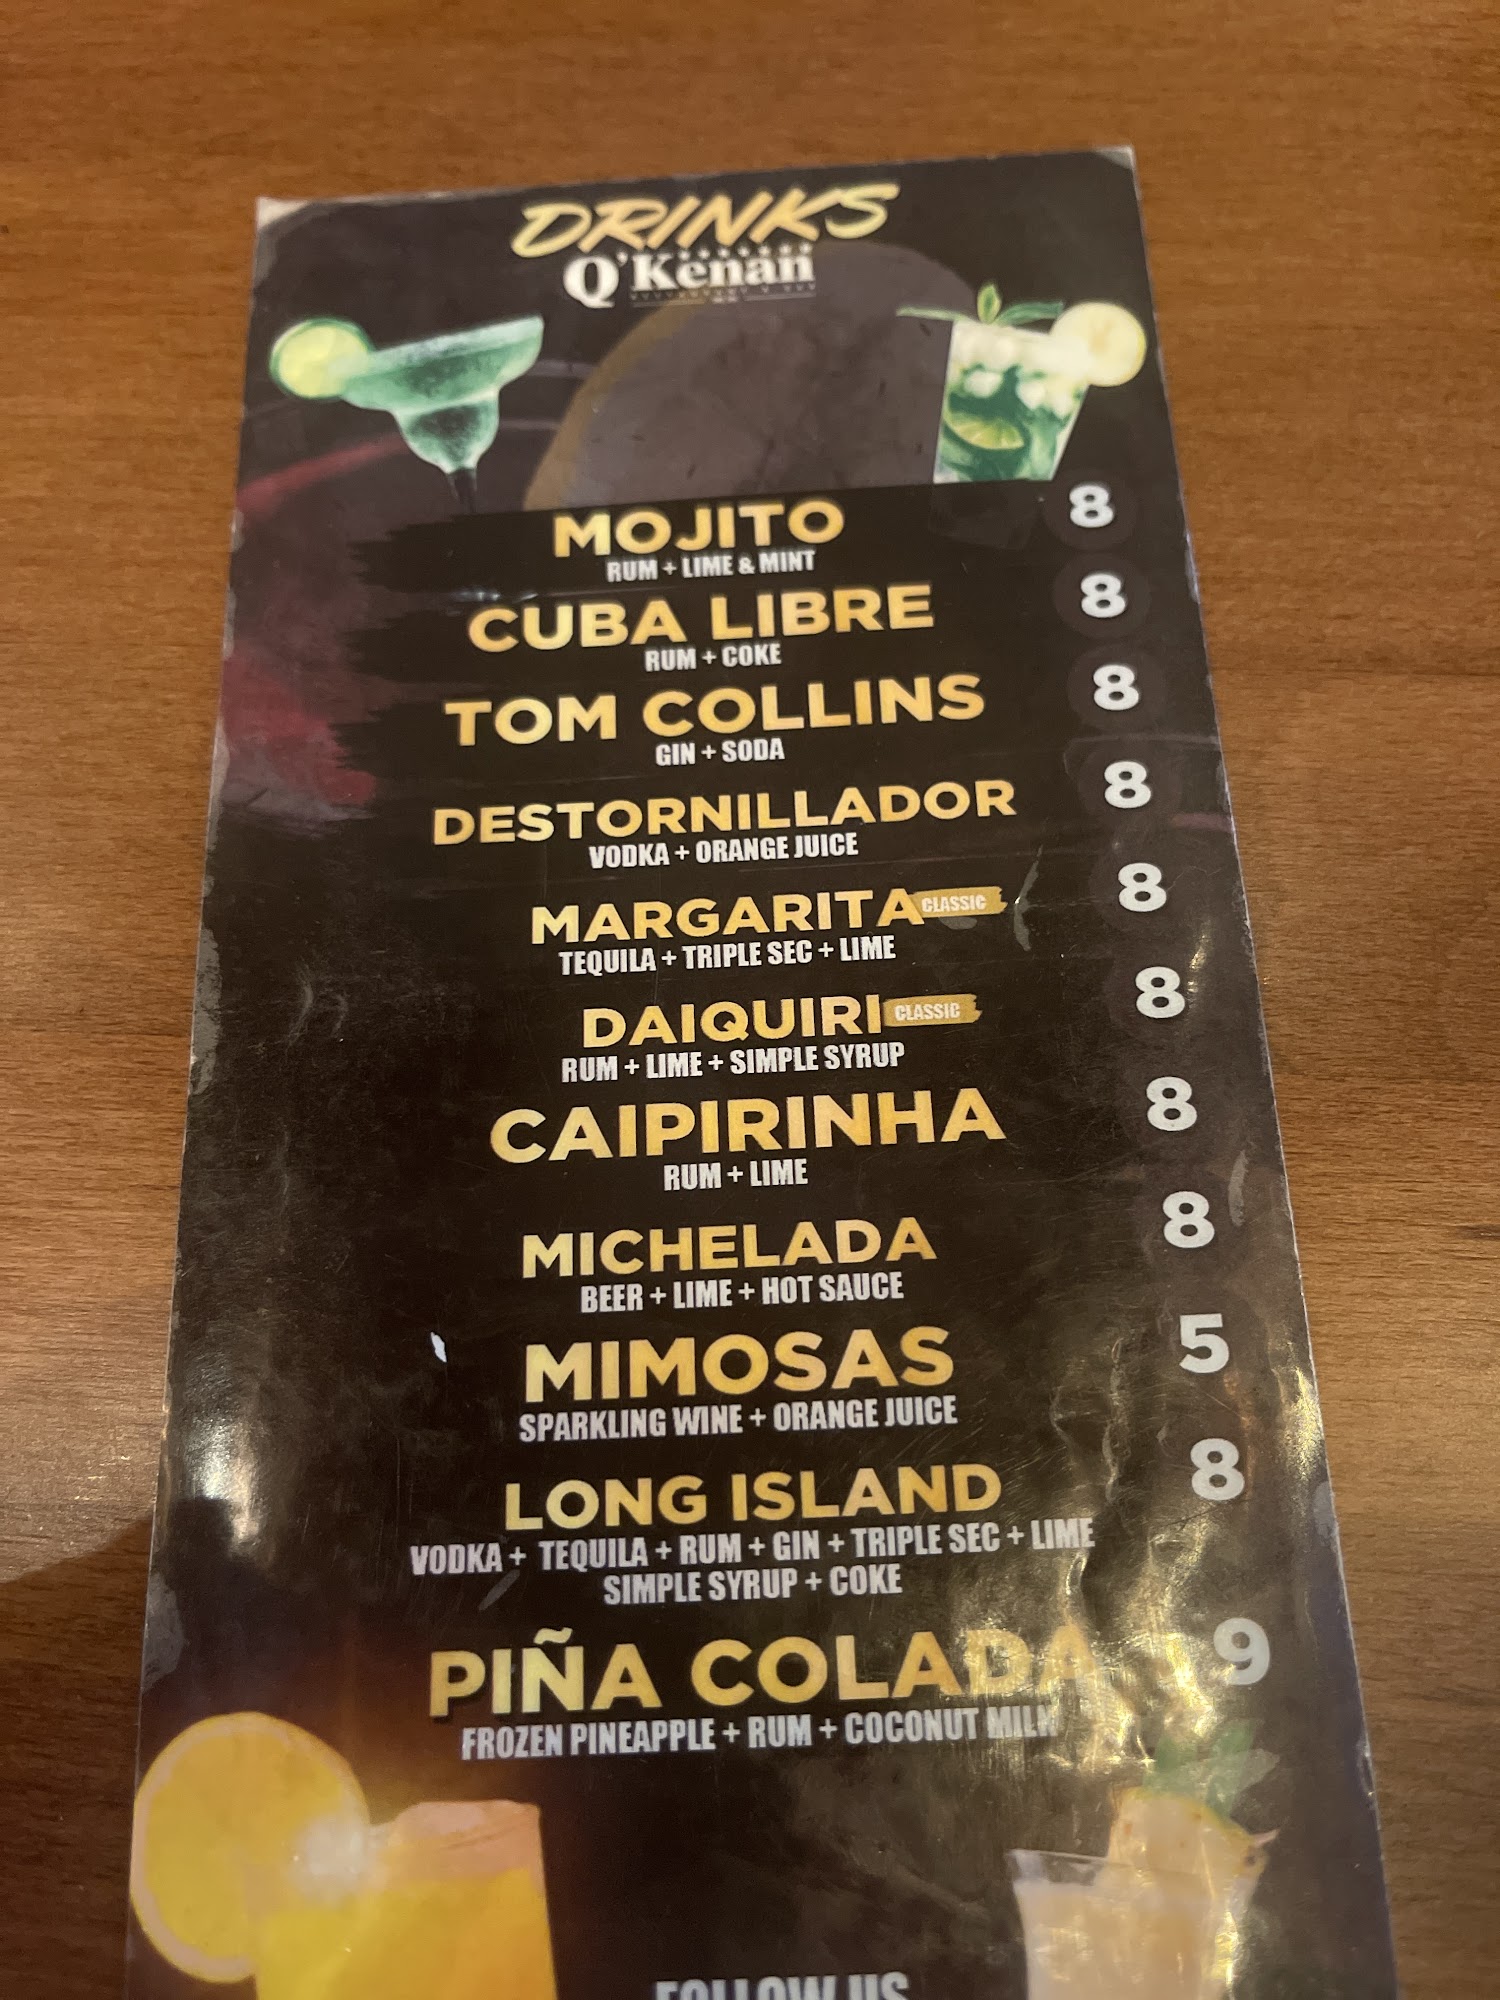 DRINKS
Q'Kenan
MOJITO 8
RUM + LIME & MINT
CUBA LIBRE 8
RUM + COKE
TOM COLLINS 8
GIN + SODA
DESTORNILLADOR 8
VODKA + ORANGE JUICE
MARGARITA CLASSIC 8
TEQUILA + TRIPLE SEC + LIME
DAIQUIRI CLASSIC 8
RUM + LIME + SIMPLE SYRUP
CAIPIRINHA 8
RUM + LIME
MICHELADA 8
BEER + LIME + HOT SAUCE
MIMOSAS 5
SPARKLING WINE + ORANGE JUICE
LONG ISLAND 8
VODKA + TEQUILA + RUM + GIN + TRIPLE SEC + LIME
SIMPLE SYRUP + COKE
PIÑA COLADA 9
FROZEN PINEAPPLE + RUM + COCONUT MILK
FOLLOW US